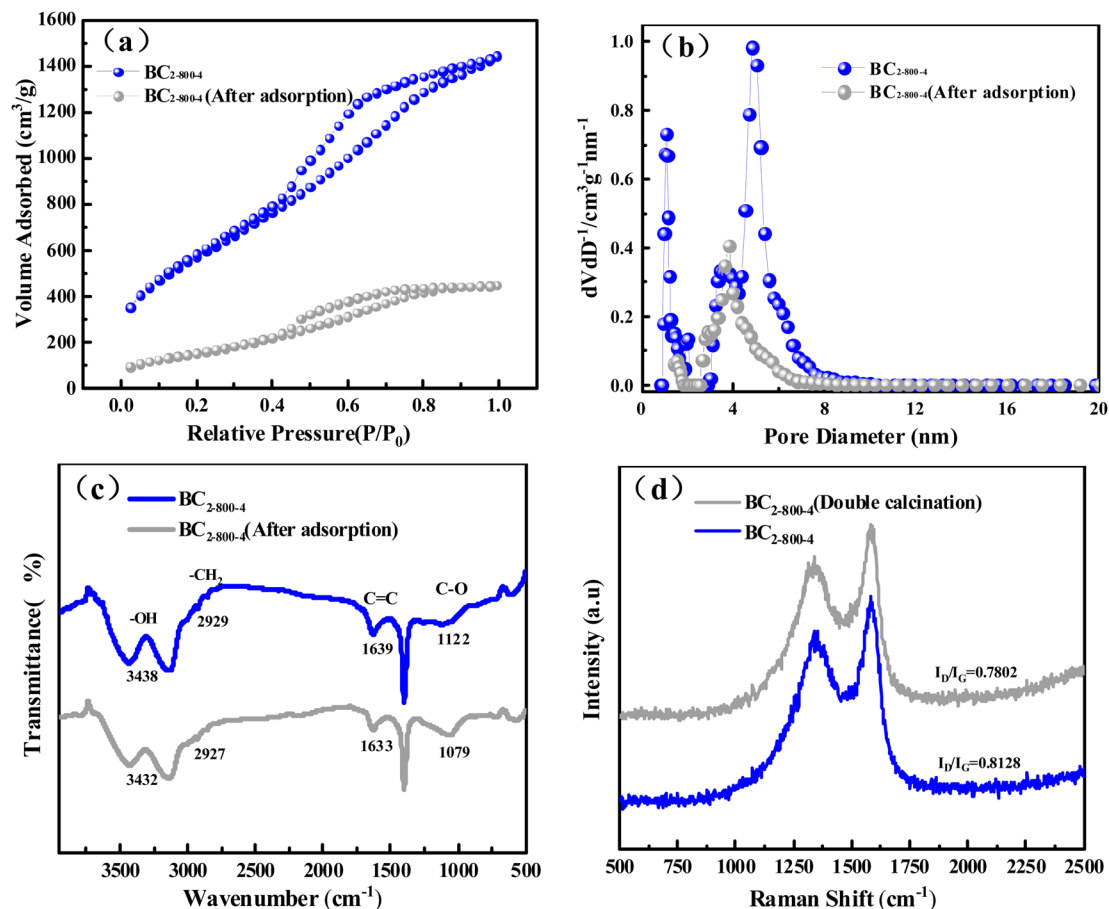 (a)
BC2-800-4
BC2-800-4 (After adsorption)
Volume Adsorbed (cm3/g)
1600
1400
1200
1000
800
600
400
200
0
0.0 0.2 0.4 0.6 0.8 1.0
Relative Pressure(P/P0)
(b)
BC2-800-4
BC2-800-4(After adsorption)
dVdD-1/cm3g-1nm-1
1.0
0.8
0.6
0.4
0.2
0.0
0 4 8 12 16 20
Pore Diameter (nm)
(c)
BC2-800-4
BC2-800-4(After adsorption)
Transmittance( %)
-CH2
-OH
2929
C=C
C-O
3438
1639
1122
2927
3432
1633
1079
3500 3000 2500 2000 1500 1000 500
Wavenumber (cm-1)
(d)
BC2-800-4(Double calcination)
BC2-800-4
Intensity (a.u)
ID/IG=0.7802
ID/IG=0.8128
500 750 1000 1250 1500 1750 2000 2250 2500
Raman Shift (cm-1)